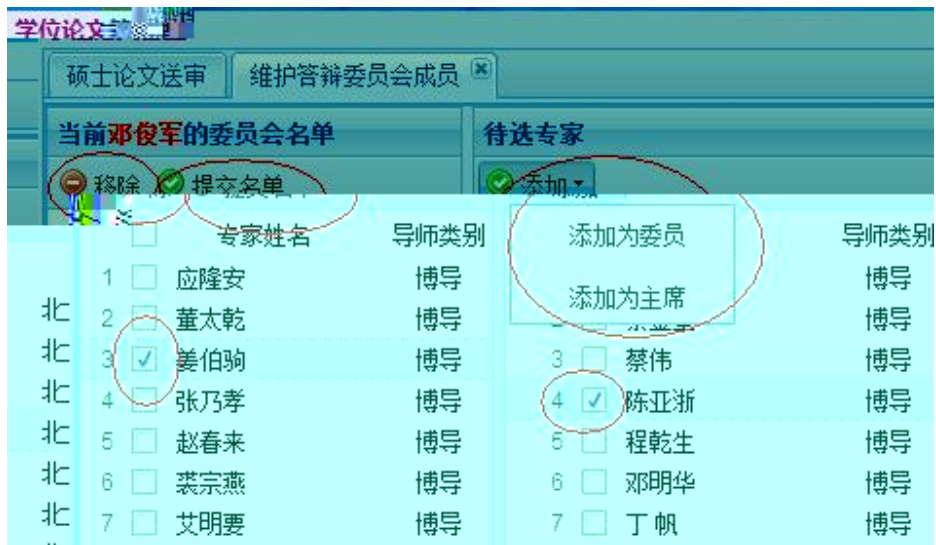 学位论文
硕士论文送审 维护答辩委员会成员
当前邓俊军的委员会名单 待选专家
移除 提交名单 添加
专家姓名 导师类别 添加为委员 导师类别
1 应隆安 博导 博导
添加为主席
北 2 董太乾 博导 博导
北 3 姜伯驹 博导 3 蔡伟 博导
北 4 张乃孝 博导 4 陈亚浙 博导
北 5 赵春来 博导 5 程乾生 博导
北 6 裘宗燕 博导 6 邓明华 博导
北 7 艾明要 博导 7 丁帆 博导